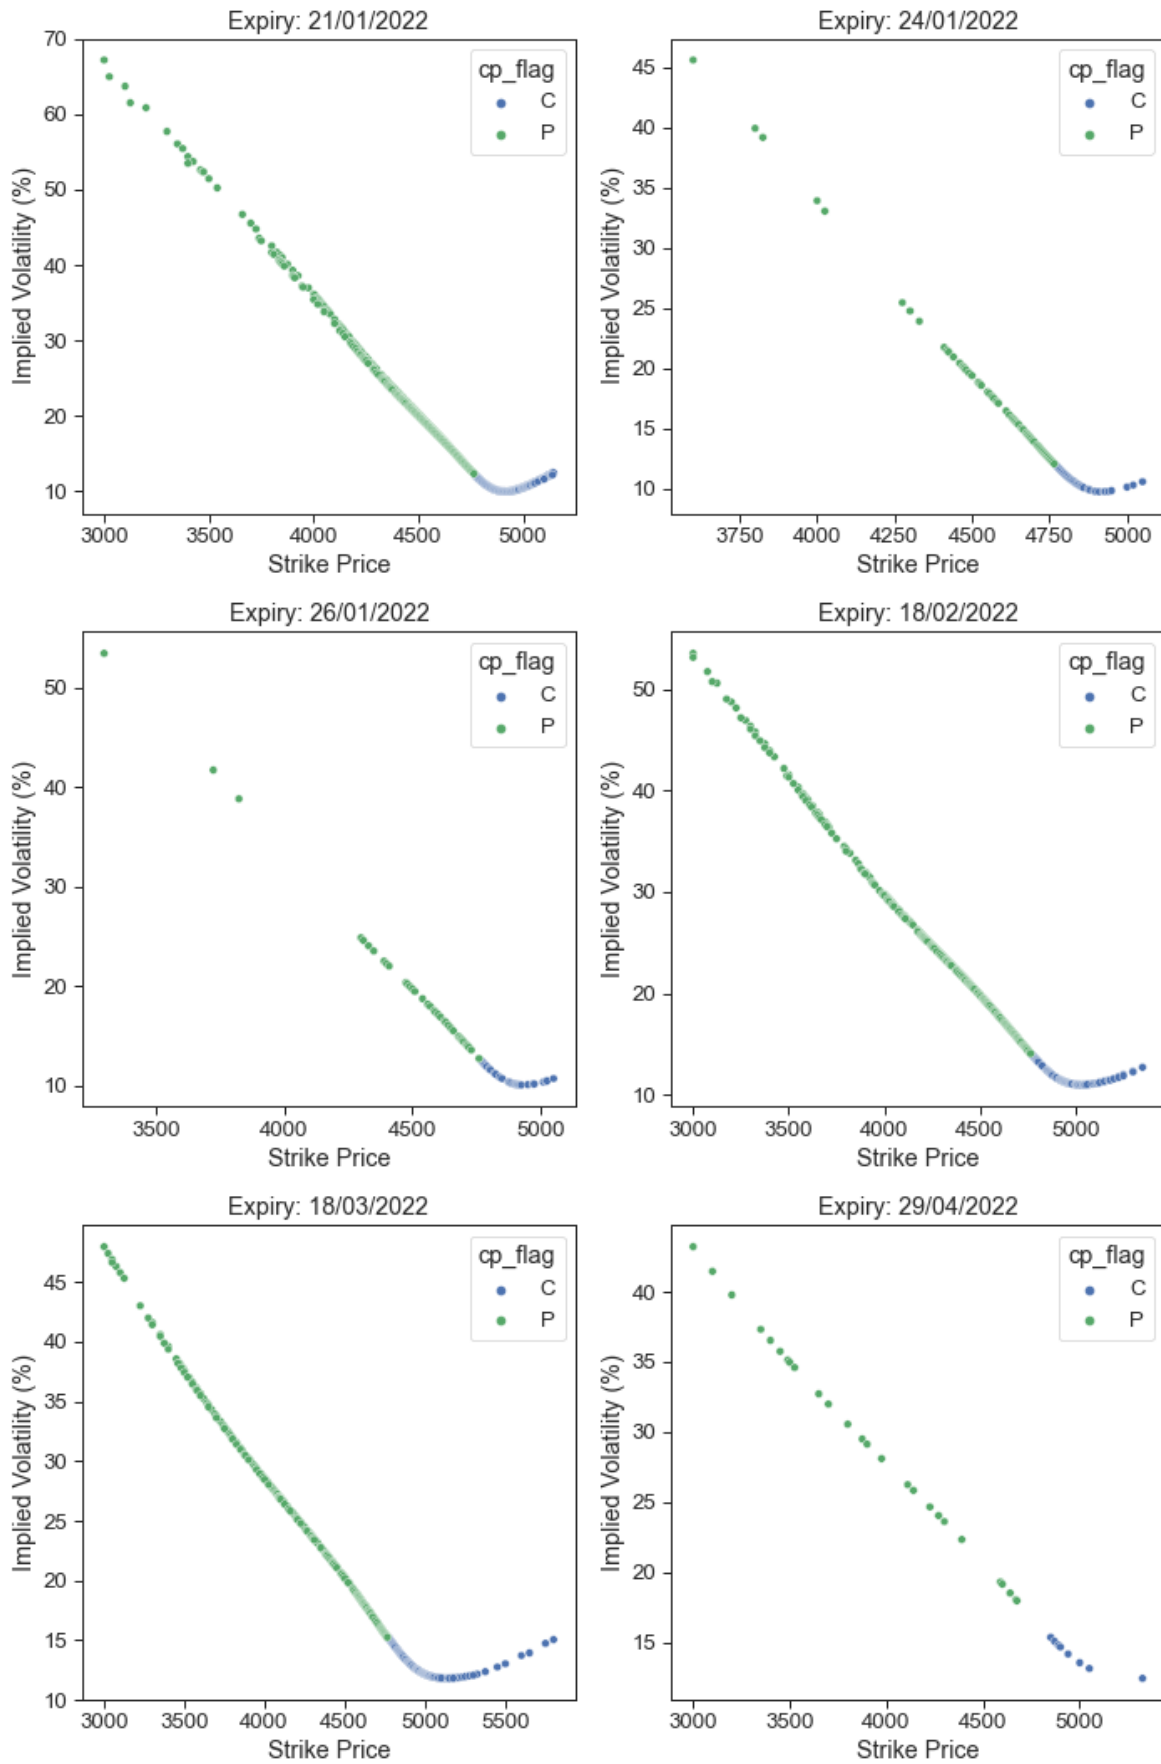 Expiry: 21/01/2022
70
60
50
40
30
20
10
Implied Volatility (%)
cp_flag
C
P
3000 3500 4000 4500 5000
Strike Price
Expiry: 24/01/2022
45
40
35
30
25
20
15
10
Implied Volatility (%)
cp_flag
C
P
3750 4000 4250 4500 4750 5000
Strike Price
Expiry: 26/01/2022
50
40
30
20
10
Implied Volatility (%)
cp_flag
C
P
3500 4000 4500 5000
Strike Price
Expiry: 18/02/2022
50
40
30
20
10
Implied Volatility (%)
cp_flag
C
P
3000 3500 4000 4500 5000
Strike Price
Expiry: 18/03/2022
45
40
35
30
25
20
15
10
Implied Volatility (%)
cp_flag
C
P
3000 3500 4000 4500 5000 5500
Strike Price
Expiry: 29/04/2022
40
35
30
25
20
15
Implied Volatility (%)
cp_flag
C
P
3000 3500 4000 4500 5000
Strike Price